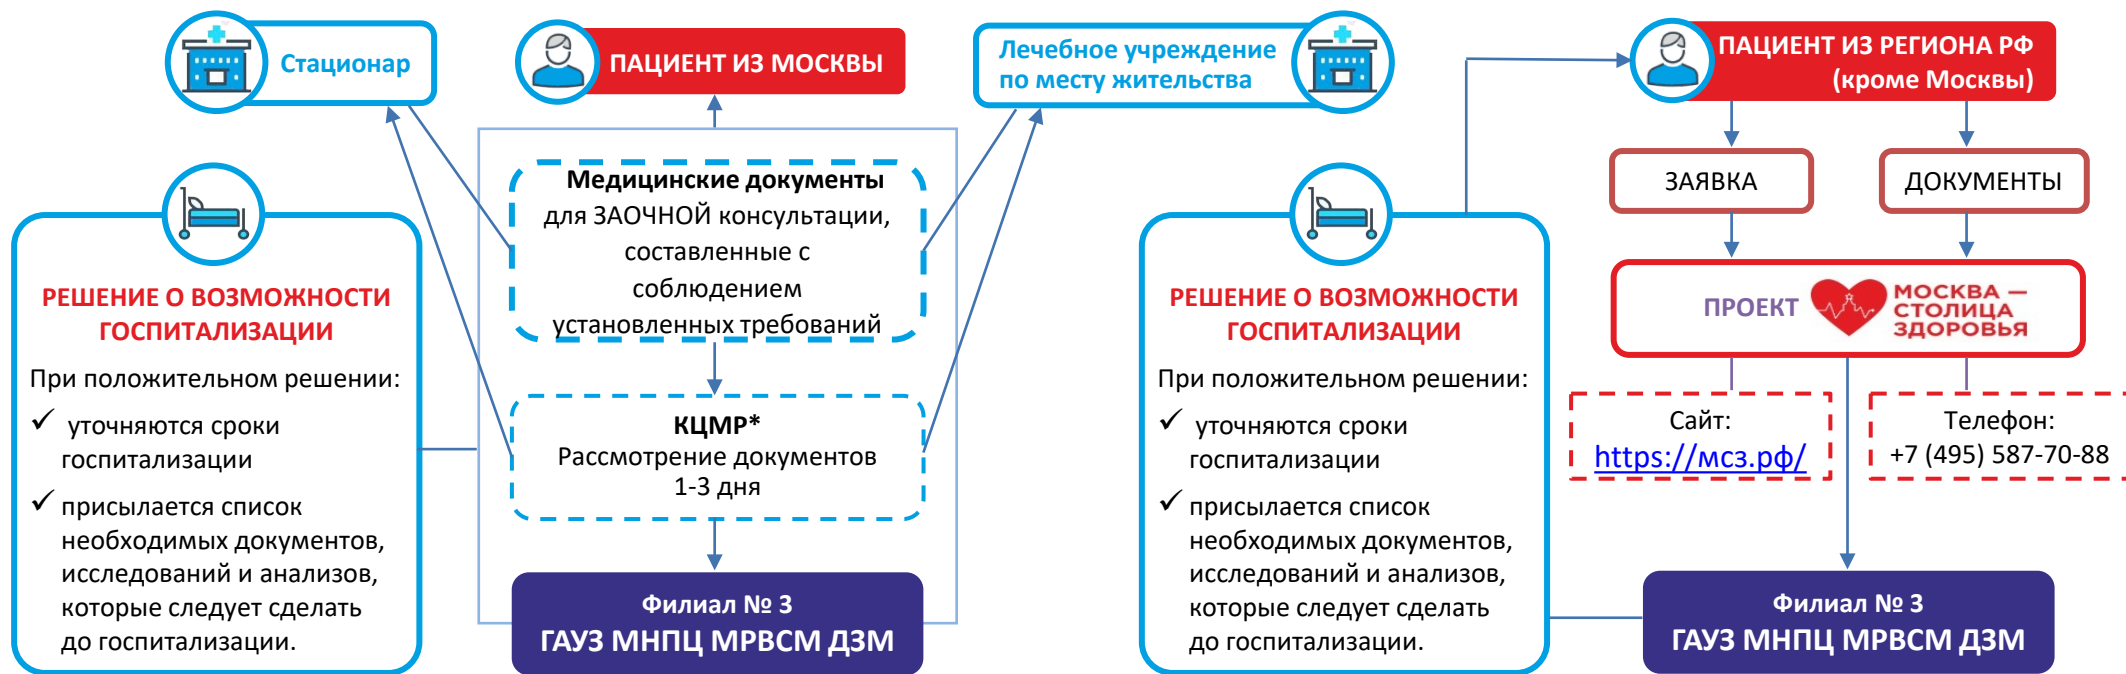 Стационар
ПАЦИЕНТ ИЗ МОСКВЫ
Лечебное учреждение
по месту жительства
Медицинские документы
для ЗАОЧНОЙ консультации,
составленные с
соблюдением
установленных требований
КЦМР*
Рассмотрение документов
1-3 дня
Филиал № 3
ГАУЗ МНПЦ МРВСМ ДЗМ
РЕШЕНИЕ О ВОЗМОЖНОСТИ
ГОСПИТАЛИЗАЦИИ
При положительном решении:
✓ уточняются сроки
госпитализации
✓ присылается список
необходимых документов,
исследований и анализов,
которые следует сделать
до госпитализации.
ПАЦИЕНТ ИЗ РЕГИОНА РФ
(кроме Москвы)
ЗАЯВКА
ДОКУМЕНТЫ
ПРОЕКТ
МОСКВА —
СТОЛИЦА
ЗДОРОВЬЯ
Сайт:
https://мсз.рф/
Телефон:
+7 (495) 587-70-88
Филиал № 3
ГАУЗ МНПЦ МРВСМ ДЗМ
РЕШЕНИЕ О ВОЗМОЖНОСТИ
ГОСПИТАЛИЗАЦИИ
При положительном решении:
✓ уточняются сроки
госпитализации
✓ присылается список
необходимых документов,
исследований и анализов,
которые следует сделать
до госпитализации.